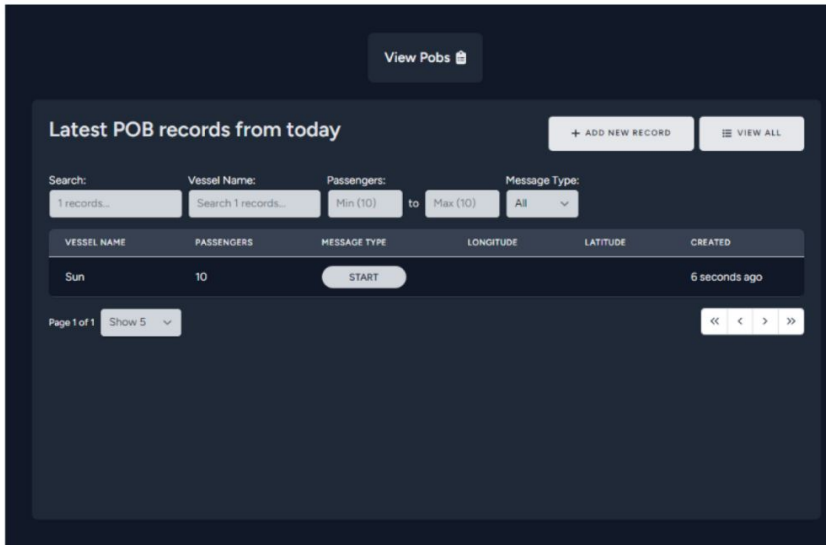 View Pobs
Latest POB records from today
+ ADD NEW RECORD
VIEW ALL
Search: Vessel Name: Passengers: Message Type:
1 records... Search 1 records... Min (10) to Max (10) All
VESSEL NAME PASSENGERS MESSAGE TYPE LONGITUDE LATITUDE CREATED
Sun 10 START 6 seconds ago
Page 1 of 1 Show 5 « < > »